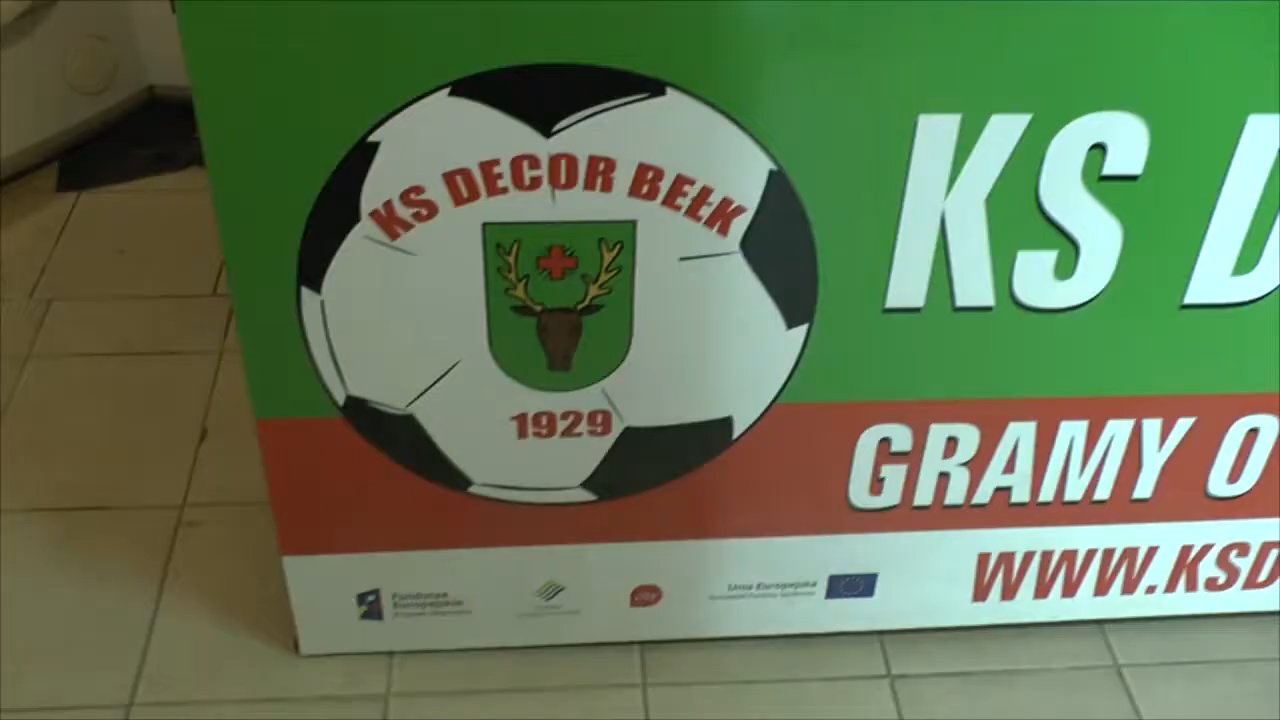 KS DECOR BEŁK
1929
KS D
GRAMY O
WWW.KSD
Fundusze
Europejskie
Unia Europejska